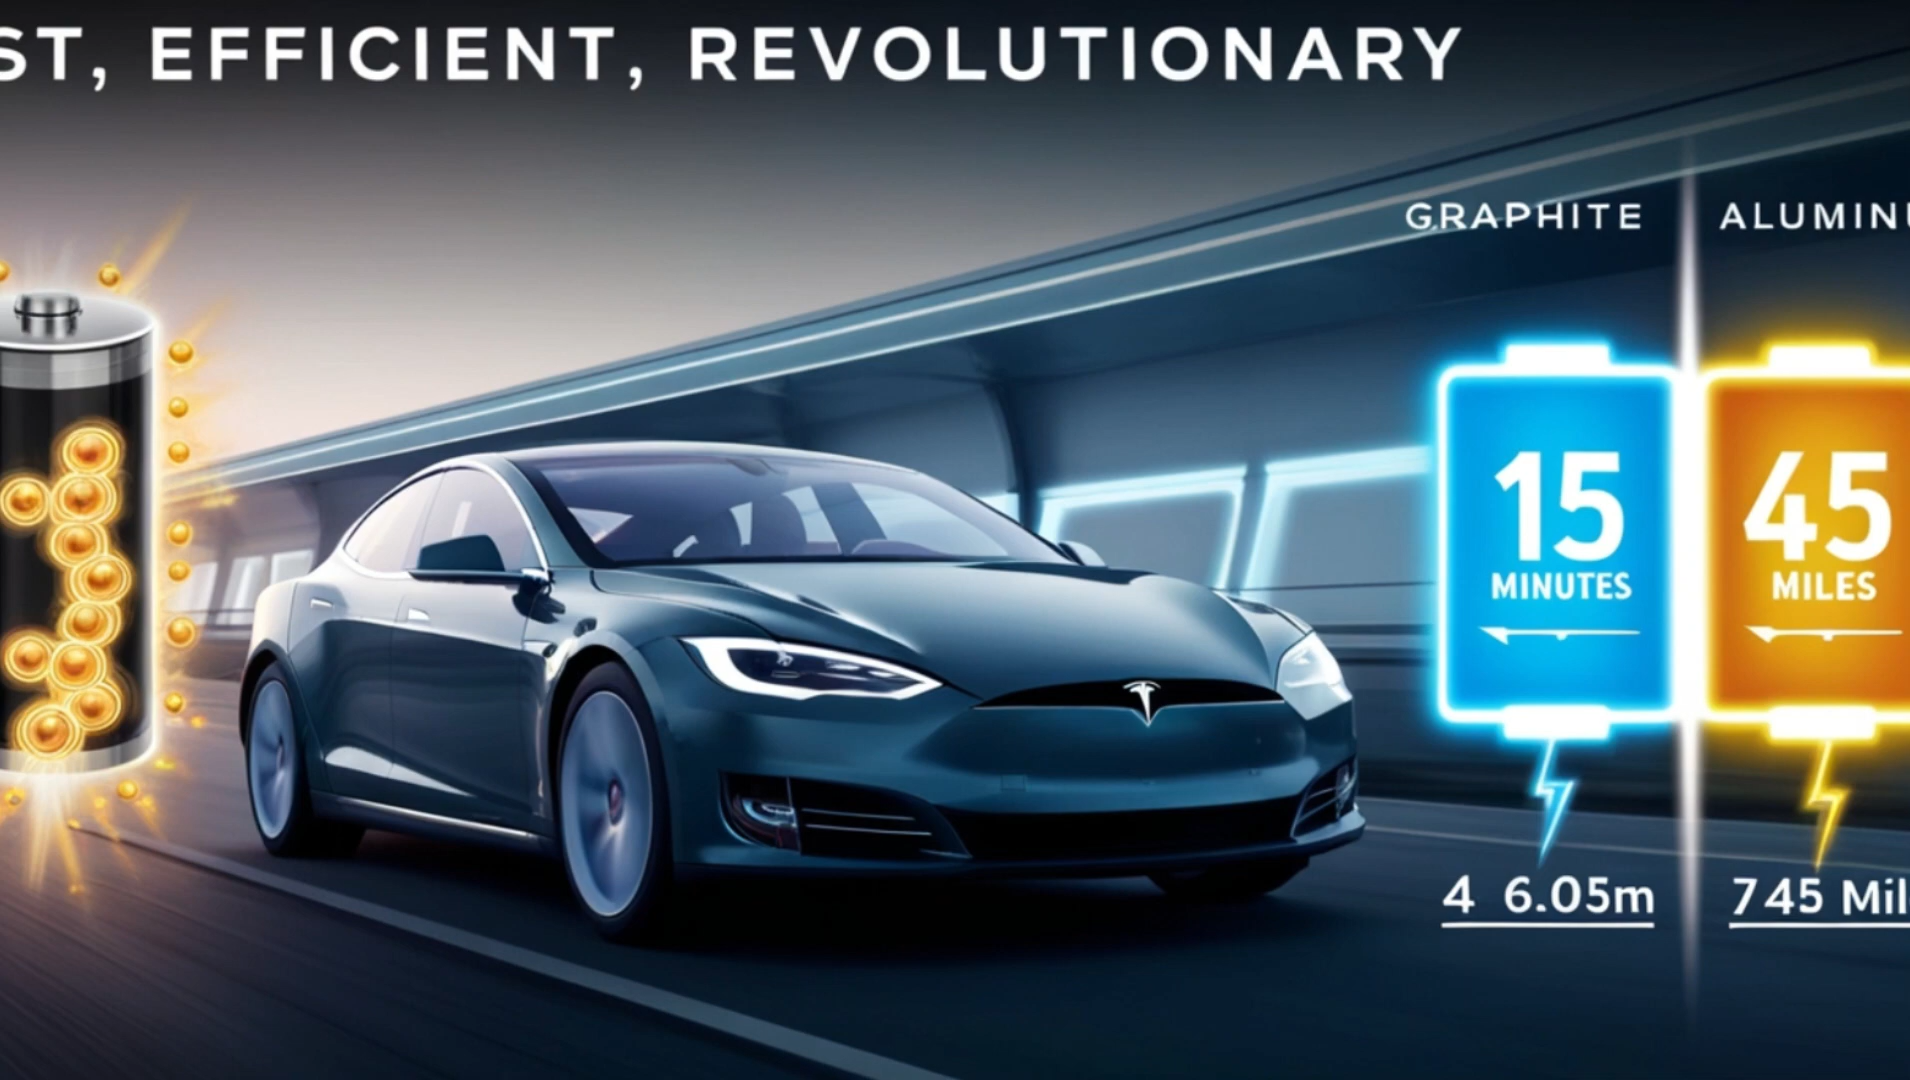 ST, EFFICIENT, REVOLUTIONARY
GRAPHITE
ALUMINU
15
MINUTES
45
MILES
4 6.05m
745 Mil